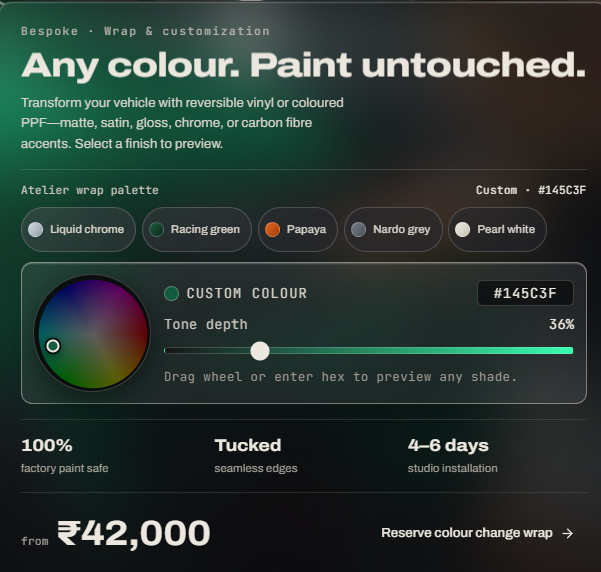 Bespoke · Wrap & customization
Any colour. Paint untouched.
Transform your vehicle with reversible vinyl or coloured
PPF—matte, satin, gloss, chrome, or carbon fibre
accents. Select a finish to preview.
Atelier wrap palette
Custom · #145C3F
Liquid chrome
Racing green
Papaya
Nardo grey
Pearl white
CUSTOM COLOUR
#145C3F
Tone depth
36%
Drag wheel or enter hex to preview any shade.
100%
factory paint safe
Tucked
seamless edges
4–6 days
studio installation
from ₹42,000
Reserve colour change wrap →